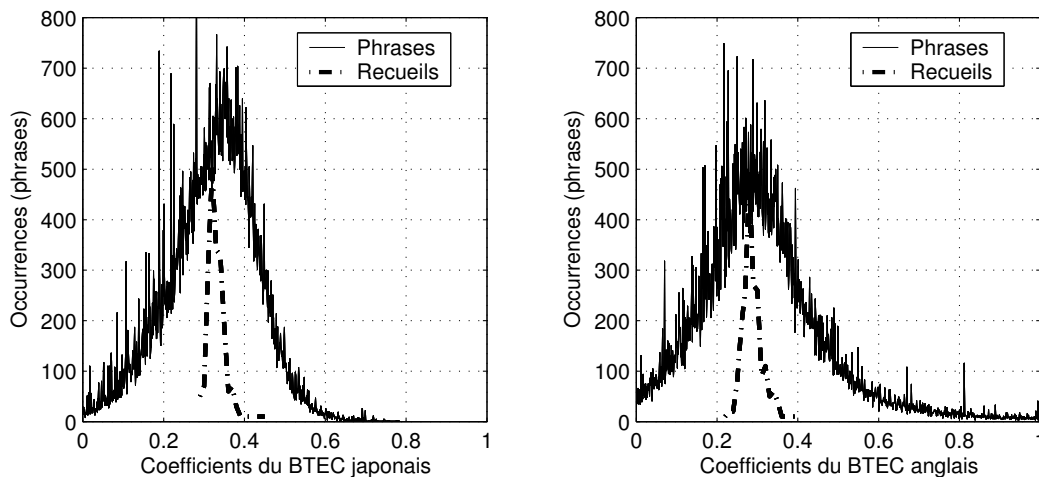 800
700
600
500
400
300
200
100
0
Occurrences (phrases)
Phrases
Recueils
0 0.2 0.4 0.6 0.8 1
Coefficients du BTEC japonais
800
700
600
500
400
300
200
100
0
Occurrences (phrases)
Phrases
Recueils
0 0.2 0.4 0.6 0.8 1
Coefficients du BTEC anglais